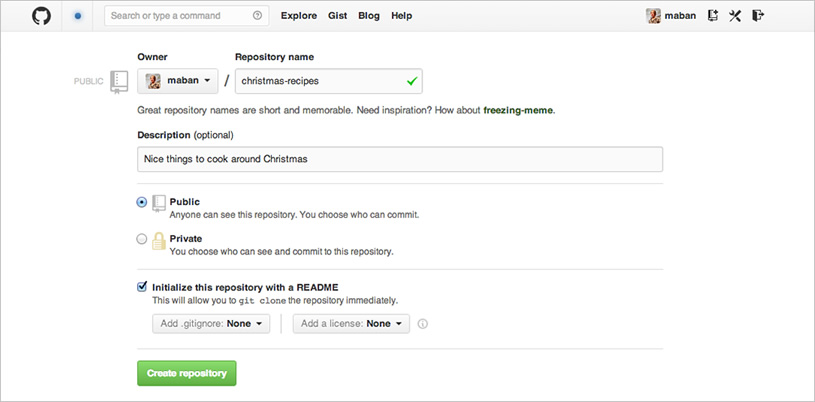 Search or type a command
Explore Gist Blog Help
maban
Owner Repository name
PUBLIC maban / christmas-recipes
Great repository names are short and memorable. Need inspiration? How about freezing-meme.
Description (optional)
Nice things to cook around Christmas
Public
Anyone can see this repository. You choose who can commit.
Private
You choose who can see and commit to this repository.
Initialize this repository with a README
This will allow you to git clone the repository immediately.
Add .gitignore: None Add a license: None
Create repository